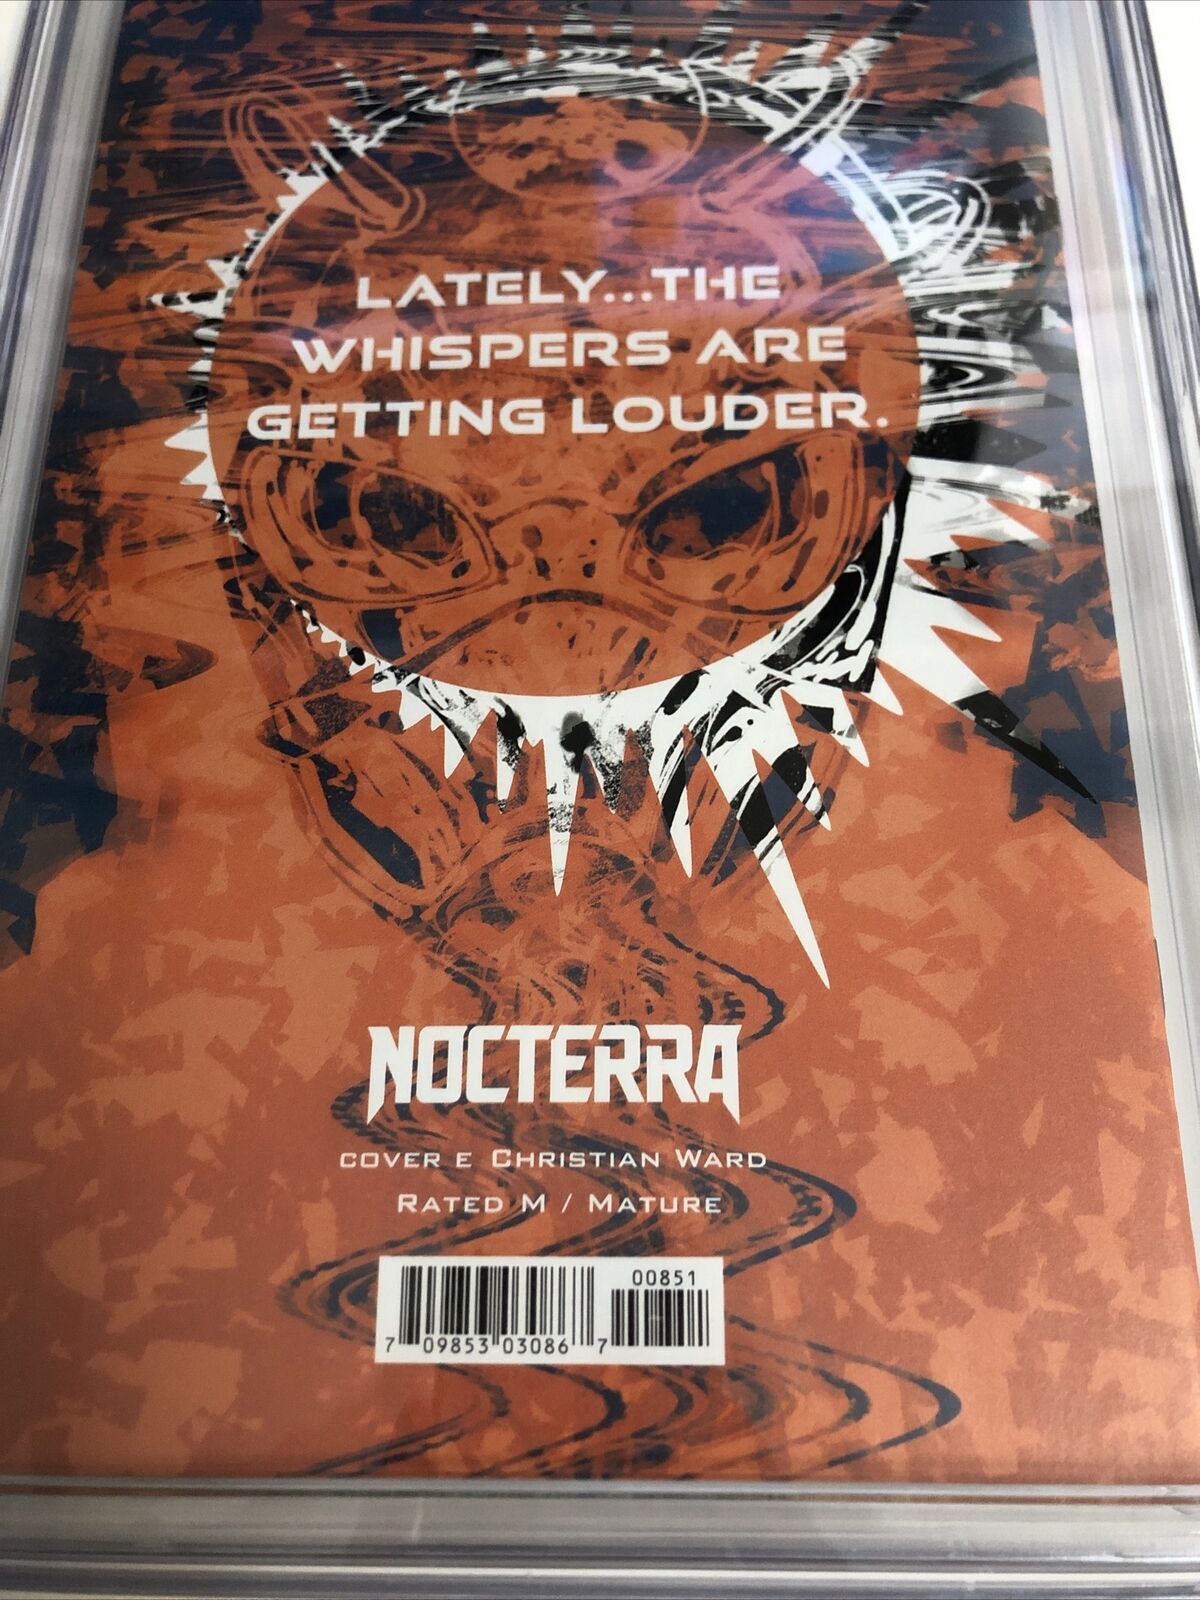 LATELY...THE
WHISPERS ARE
GETTING LOUDER.
NOCTERRA
COVER E CHRISTIAN WARD
RATED M / MATURE
00851
7 09853 03086 7